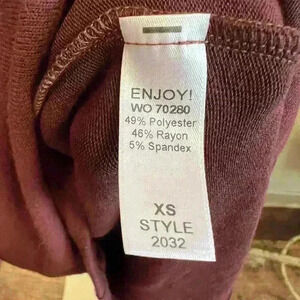 ENJOY!
WO 70280
49% Polyester
46% Rayon
5% Spandex
XS
STYLE
2032